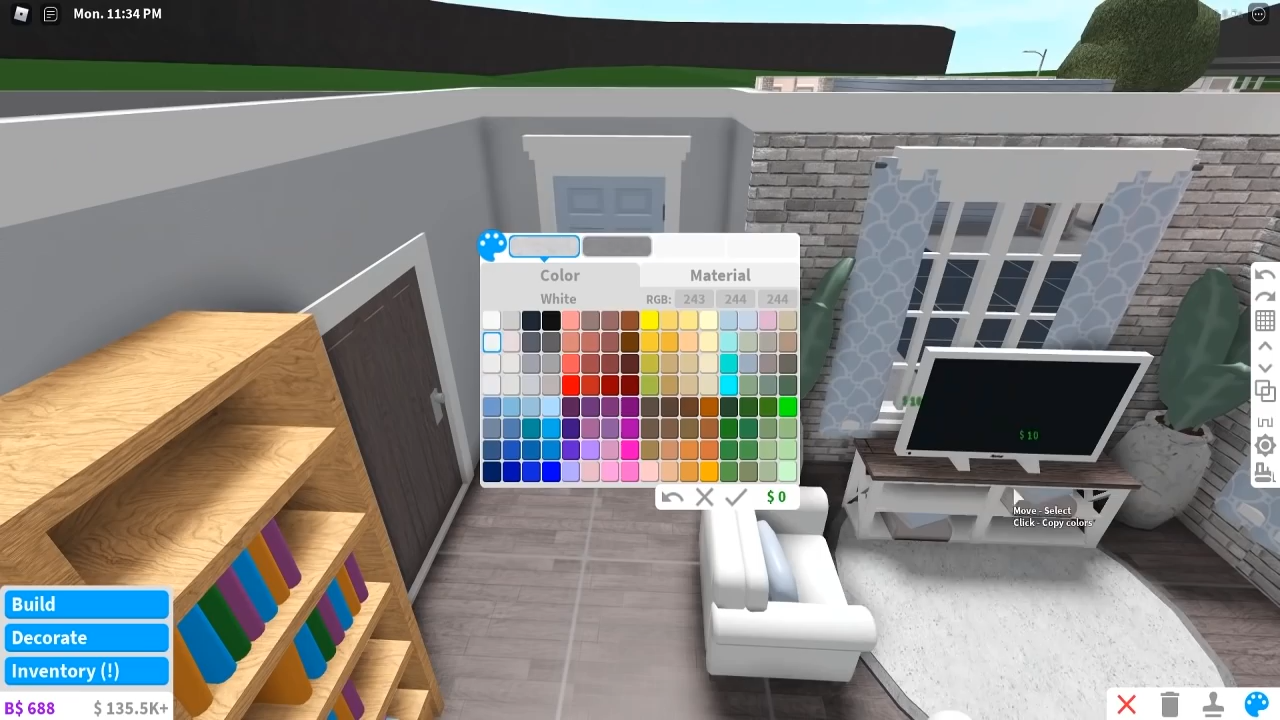 Mon. 11:34 PM
Color
Material
White
RGB: 243 244 244
$ 10
$ 10
Move - Select
Click - Copy colors
$ 0
Build
Decorate
Inventory (!)
B$ 688 $ 135.5K+